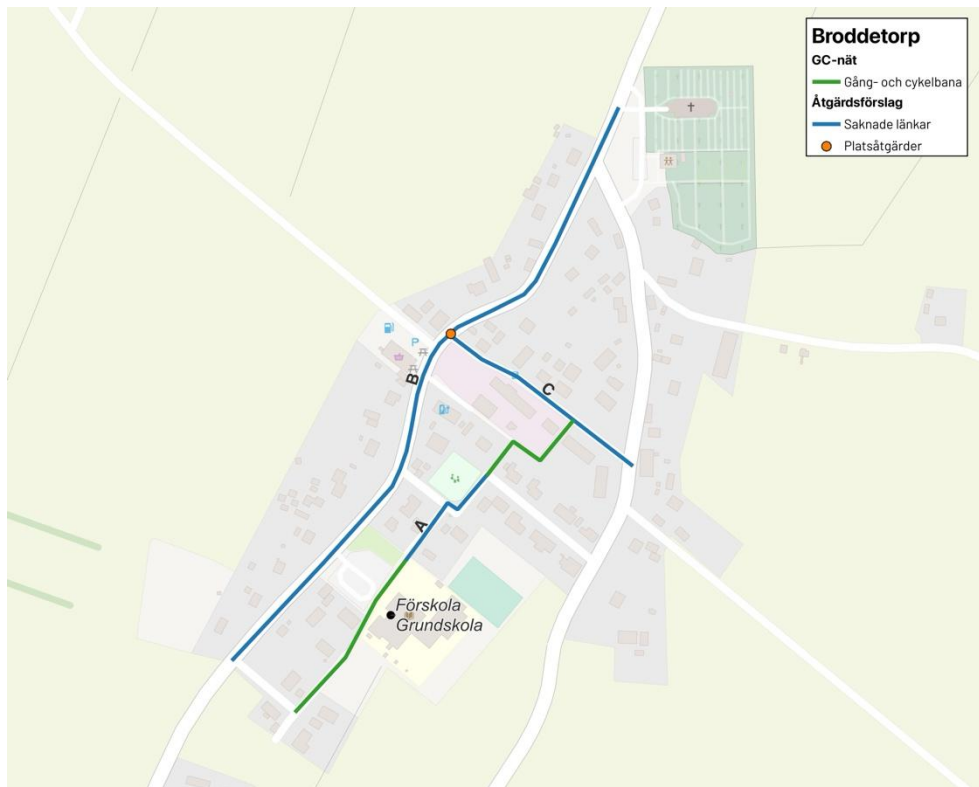 Broddetorp
GC-nät
Gång- och cykelbana
Åtgärdsförslag
Saknade länkar
Platsåtgärder
P
B
C
A
Förskola
Grundskola